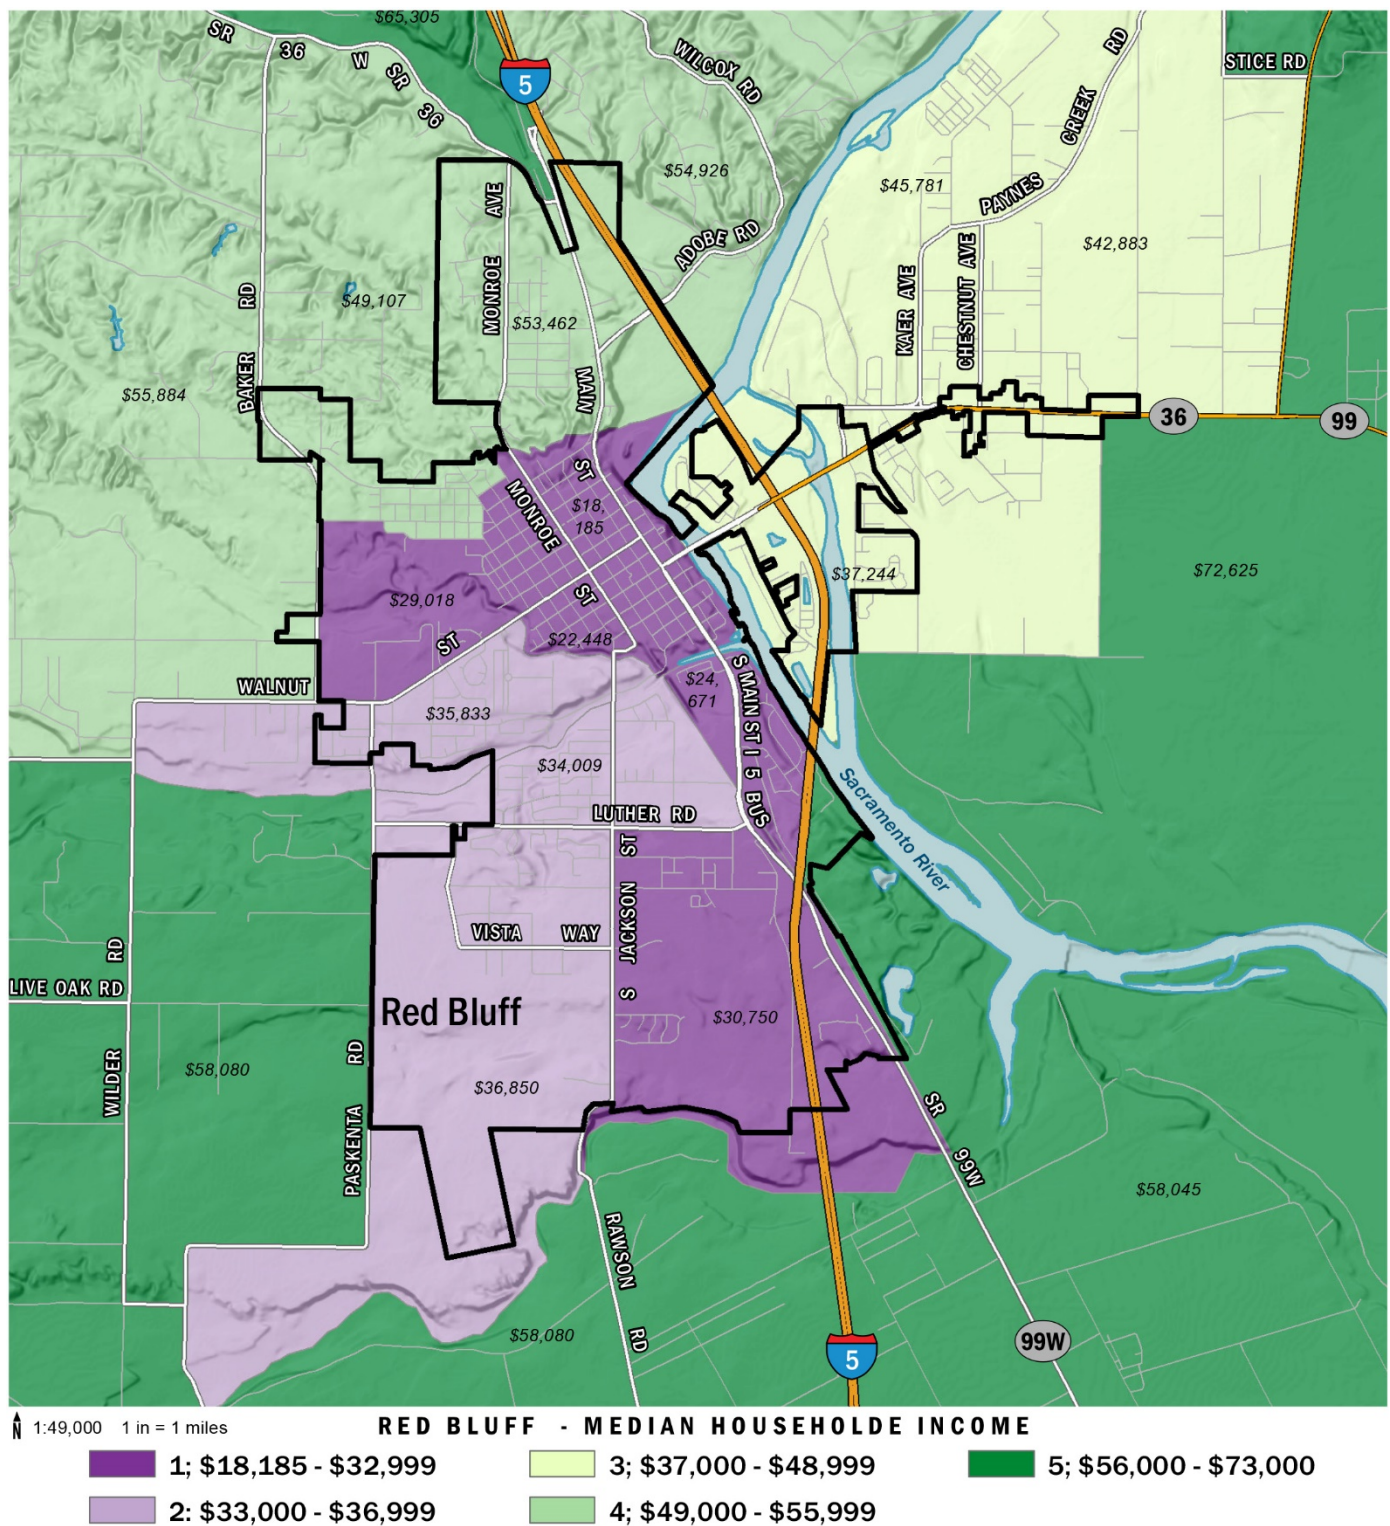 $65,305
SR 36 W SR 36
5
WILCOX RD
STICE RD
CREEK RD
$54,926
$45,781
PAYNES
MONROE AVE
ADOBE RD
$42,883
KAER AVE
CHESTNUT AVE
BAKER RD
$49,107
$53,462
MAIN ST
$55,884
36
99
MONROE ST
$18,
185
$37,244
$72,625
$29,018
$22,448
WALNUT ST
$24,
671
S MAIN ST I 5 BUS
$35,833
$34,009
Sacramento River
LUTHER RD
S JACKSON ST
VISTA WAY
LIVE OAK RD
WILDER RD
Red Bluff
$30,750
$58,080
PASKENTA RD
$36,850
SR 99W
$58,045
RAWSON RD
$58,080
5
99W
N
1:49,000 1 in = 1 miles
RED BLUFF - MEDIAN HOUSEHOLDE INCOME
1; $18,185 - $32,999
3; $37,000 - $48,999
5; $56,000 - $73,000
2: $33,000 - $36,999
4; $49,000 - $55,999